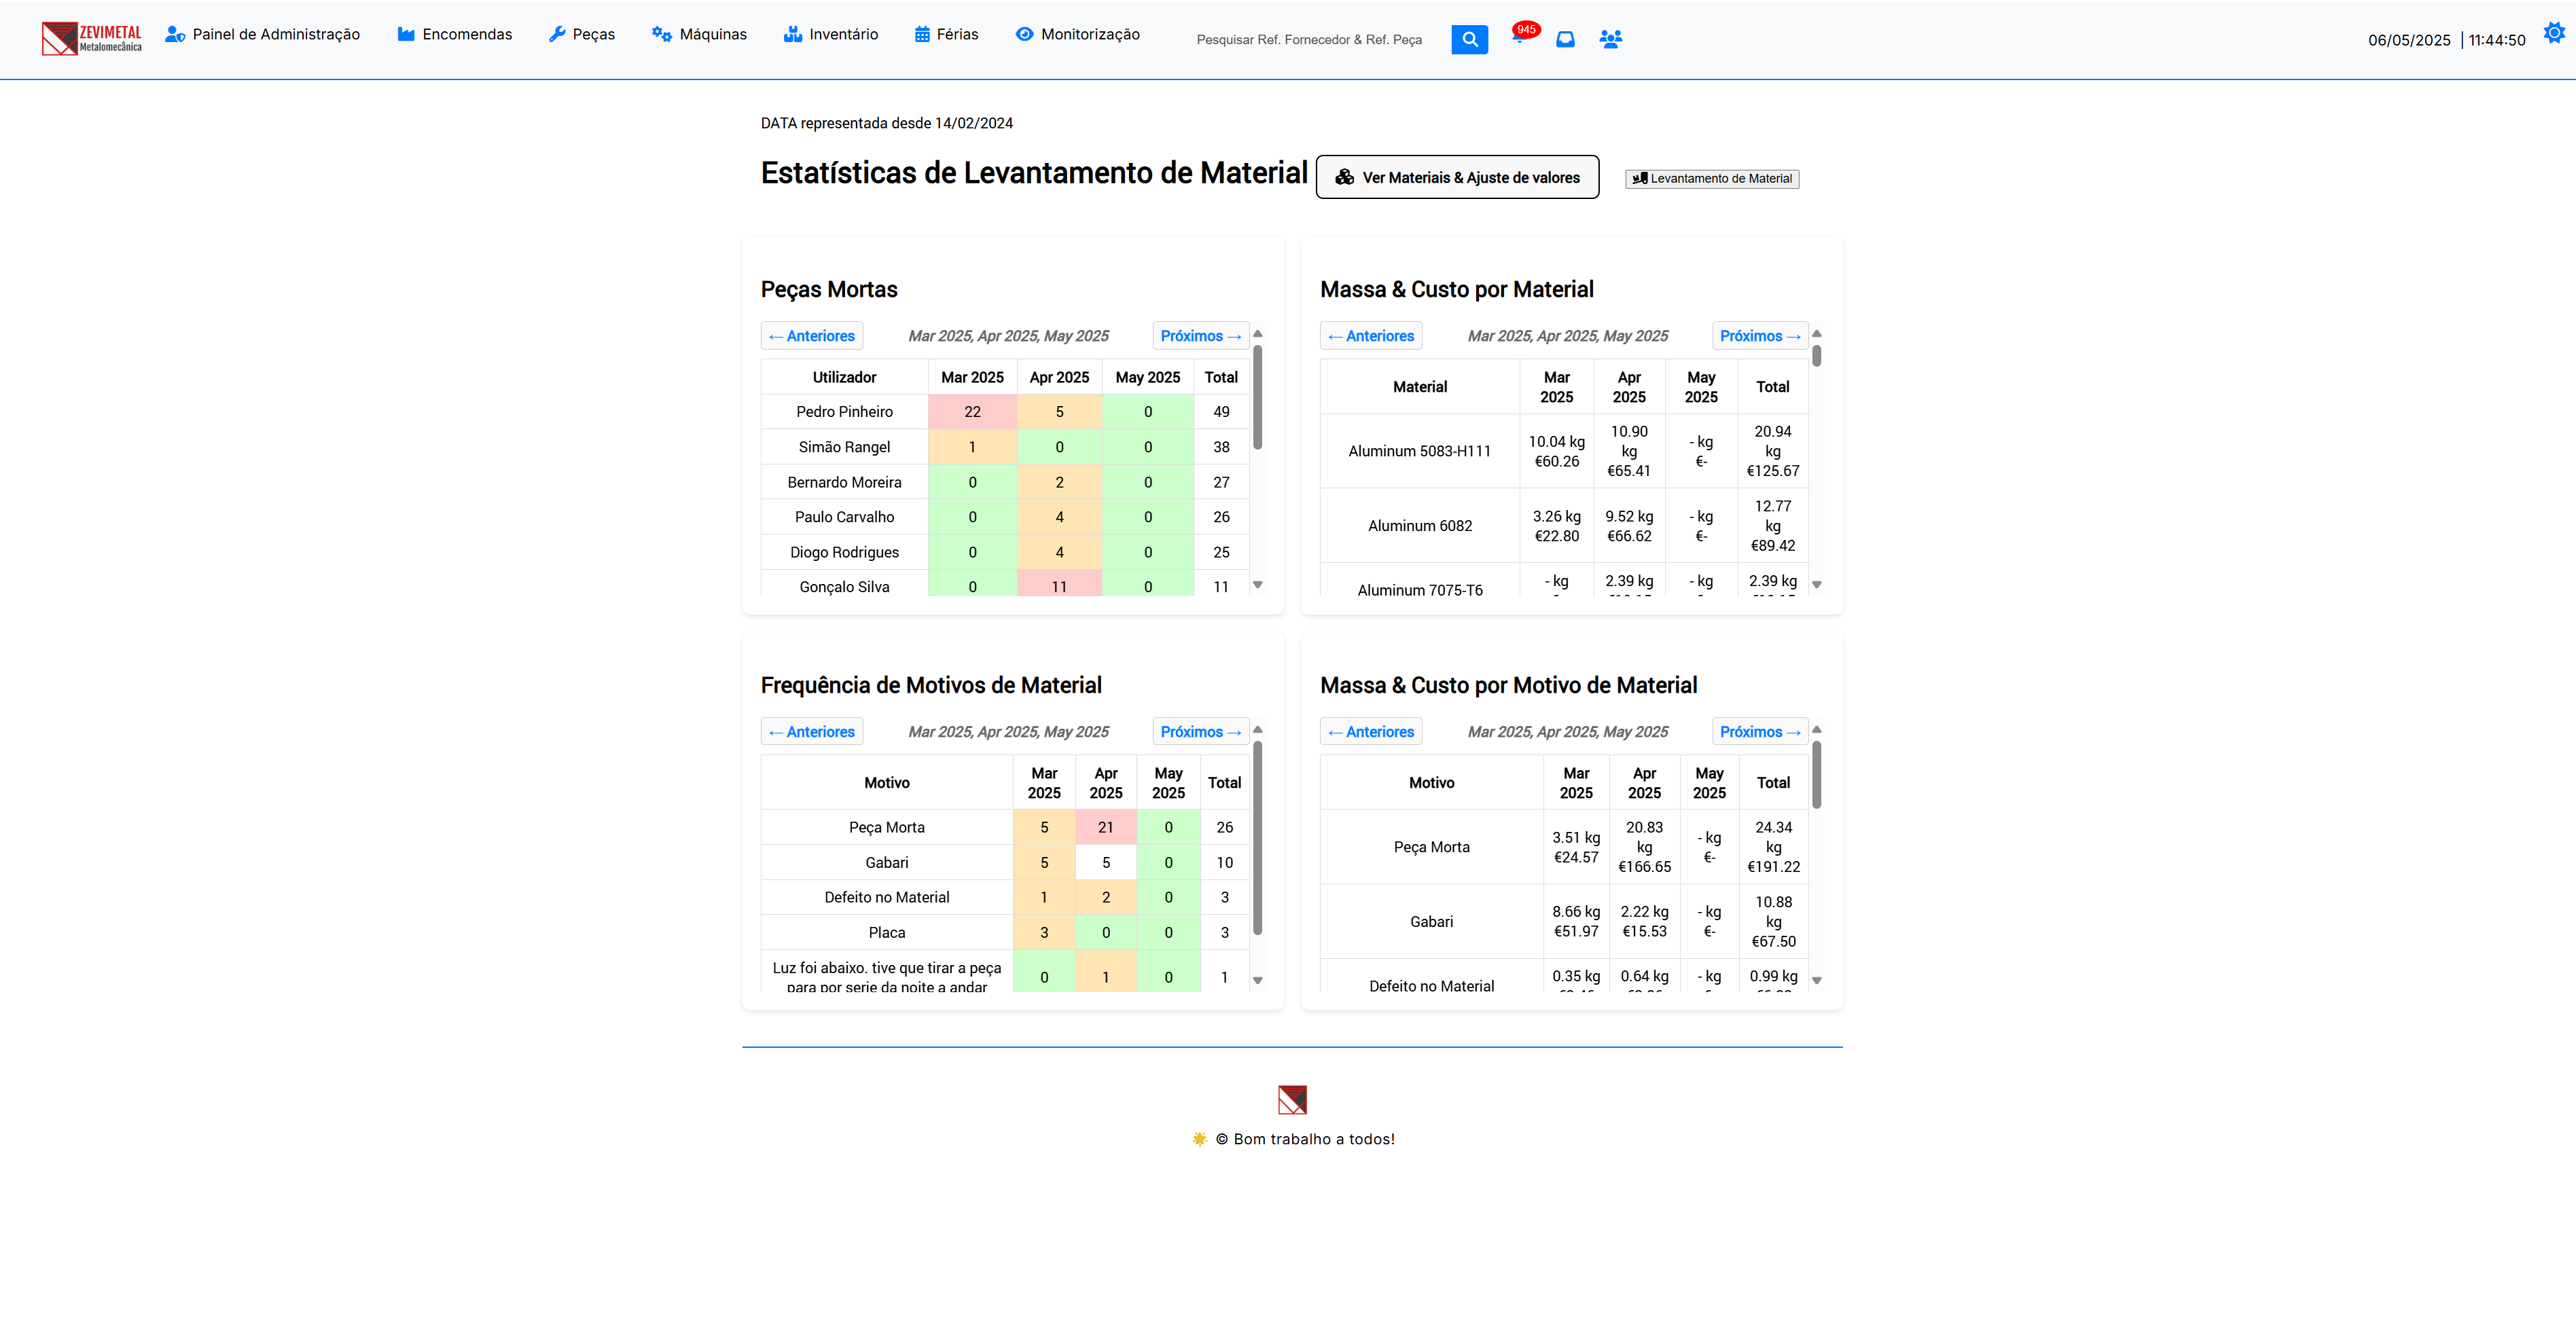 ZEVIMETAL
Metalomecânica
Painel de Administração
Encomendas
Peças
Máquinas
Inventário
Férias
Monitorização
Pesquisar Ref. Fornecedor & Ref. Peça
945
06/05/2025 | 11:44:50
DATA representada desde 14/02/2024
Estatísticas de Levantamento de Material
Ver Materiais & Ajuste de valores
Levantamento de Material
Peças Mortas
← Anteriores
Mar 2025, Apr 2025, May 2025
Próximos →
Utilizador Mar 2025 Apr 2025 May 2025 Total
Pedro Pinheiro 22 5 0 49
Simão Rangel 1 0 0 38
Bernardo Moreira 0 2 0 27
Paulo Carvalho 0 4 0 26
Diogo Rodrigues 0 4 0 25
Gonçalo Silva 0 11 0 11
Massa & Custo por Material
← Anteriores
Mar 2025, Apr 2025, May 2025
Próximos →
Material Mar 2025 Apr 2025 May 2025 Total
Aluminum 5083-H111 10.04 kg €60.26 10.90 kg €65.41 - kg €- 20.94 kg €125.67
Aluminum 6082 3.26 kg €22.80 9.52 kg €66.62 - kg €- 12.77 kg €89.42
Aluminum 7075-T6 - kg 2.39 kg - kg 2.39 kg
Frequência de Motivos de Material
← Anteriores
Mar 2025, Apr 2025, May 2025
Próximos →
Motivo Mar 2025 Apr 2025 May 2025 Total
Peça Morta 5 21 0 26
Gabari 5 5 0 10
Defeito no Material 1 2 0 3
Placa 3 0 0 3
Luz foi abaixo. tive que tirar a peça para por serie da noite a andar 0 1 0 1
Massa & Custo por Motivo de Material
← Anteriores
Mar 2025, Apr 2025, May 2025
Próximos →
Motivo Mar 2025 Apr 2025 May 2025 Total
Peça Morta 3.51 kg €24.57 20.83 kg €166.65 - kg €- 24.34 kg €191.22
Gabari 8.66 kg €51.97 2.22 kg €15.53 - kg €- 10.88 kg €67.50
Defeito no Material 0.35 kg 0.64 kg - kg 0.99 kg
© Bom trabalho a todos!